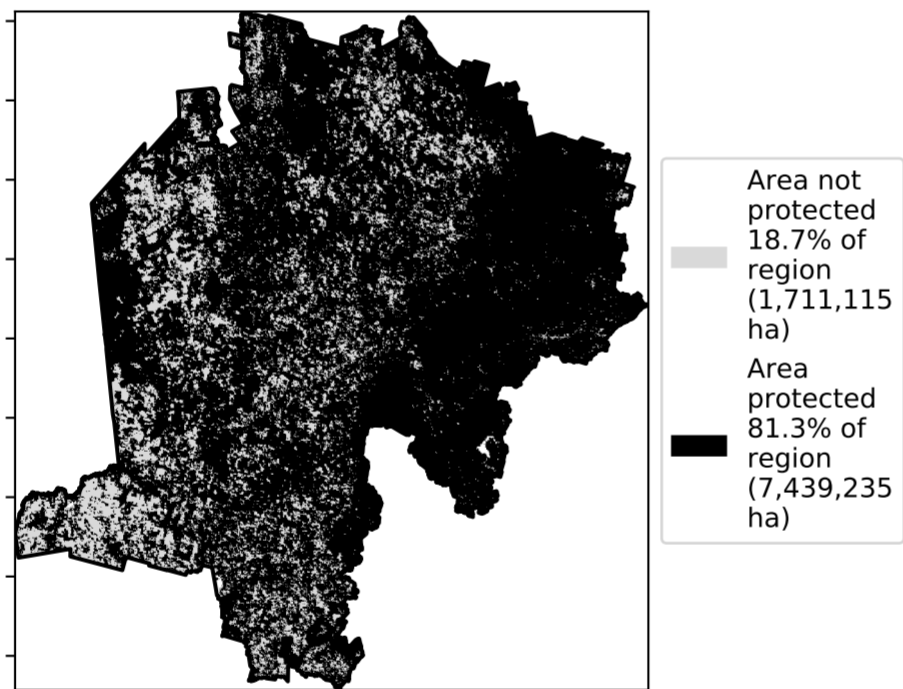 Area not
protected
18.7% of
region
(1,711,115
ha)
Area
protected
81.3% of
region
(7,439,235
ha)